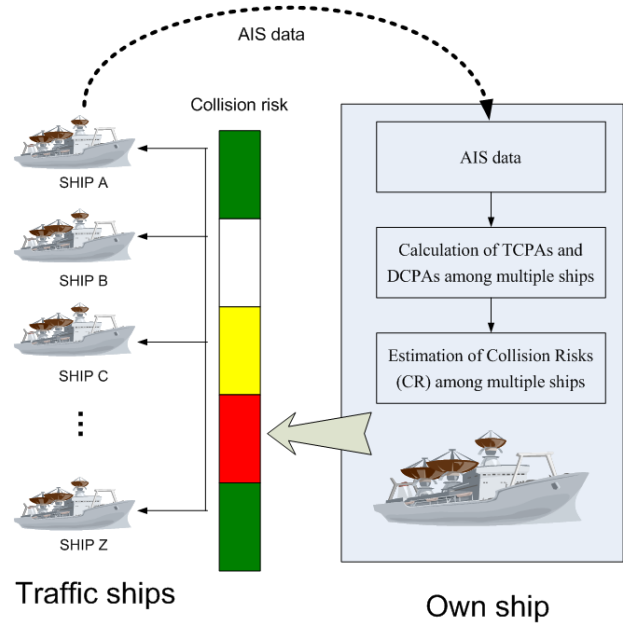 AIS data
Collision risk
SHIP A
SHIP B
SHIP C
SHIP Z
Traffic ships
AIS data
Calculation of TCPAs and
DCPAs among multiple ships
Estimation of Collision Risks
(CR) among multiple ships
Own ship